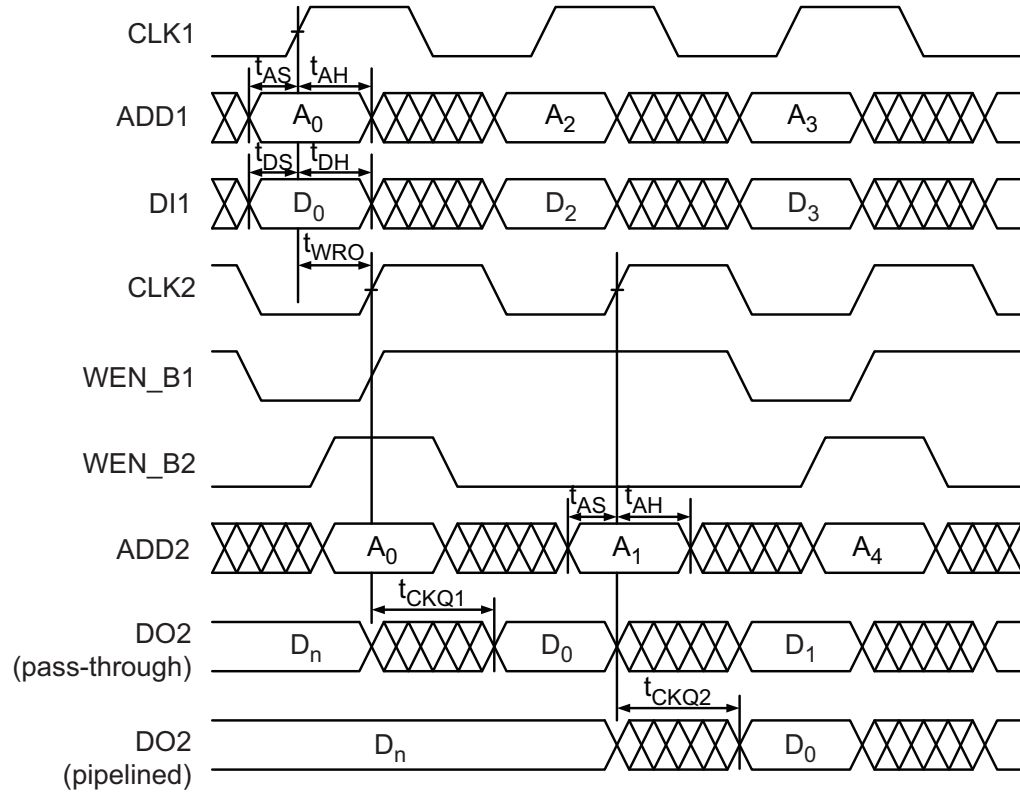 CLK1
tAS tAH
ADD1 A0 A2 A3
tDS tDH
DI1 D0 D2 D3
tWRO
CLK2
WEN_B1
WEN_B2
tAS tAH
ADD2 A0 A1 A4
tCKQ1
DO2
(pass-through)
Dn D0 D1
tCKQ2
DO2
(pipelined)
Dn D0